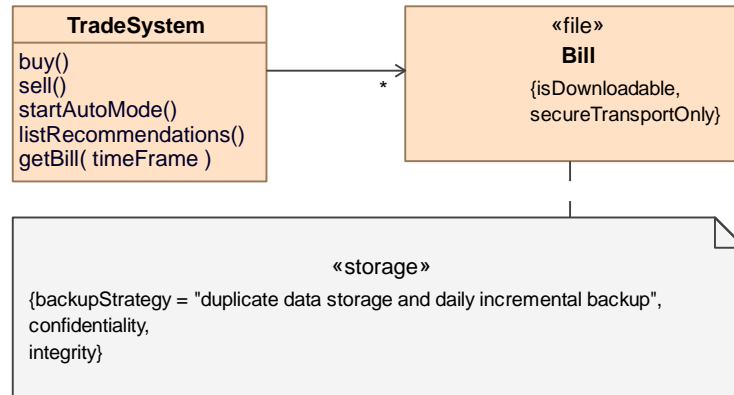 TradeSystem
buy()
sell()
startAutoMode()
listRecommendations()
getBill( timeFrame )
*
«file»
Bill
{isDownloadable,
secureTransportOnly}
«storage»
{backupStrategy = "duplicate data storage and daily incremental backup",
confidentiality,
integrity}